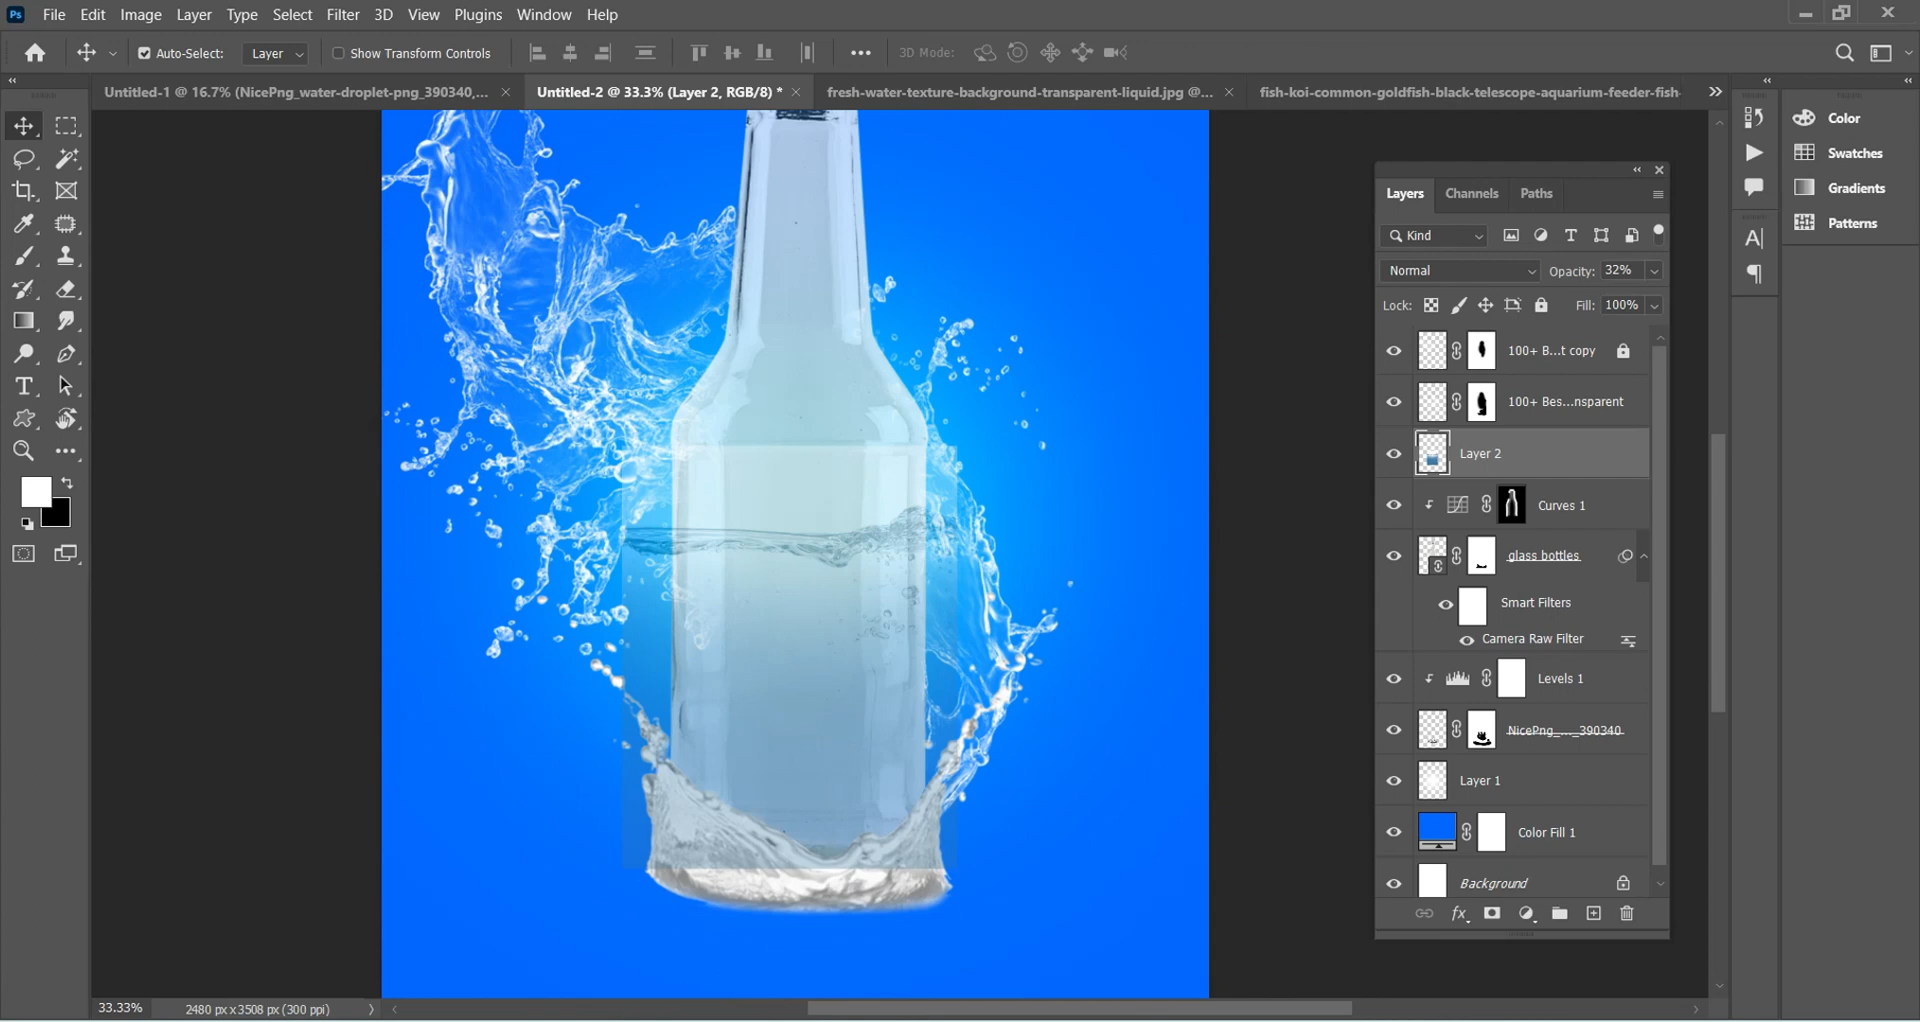 Ps File Edit Image Layer Type Select Filter 3D View Plugins Window Help
Auto-Select: Layer Show Transform Controls 3D Mode:
Untitled-1 @ 16.7% (NicePng_water-droplet-png_390340,... Untitled-2 @ 33.3% (Layer 2, RGB/8) * fresh-water-texture-background-transparent-liquid.jpg @... fish-koi-common-goldfish-black-telescope-aquarium-feeder-fish-
Color
Swatches
Gradients
Patterns
Layers Channels Paths
Kind
Normal Opacity: 32%
Lock: Fill: 100%
100+ B...t copy
100+ Bes...nsparent
Layer 2
Curves 1
glass bottles
Smart Filters
Camera Raw Filter
Levels 1
NicePng_..._390340
Layer 1
Color Fill 1
Background
fx
33.33% 2480 px x 3508 px (300 ppi)